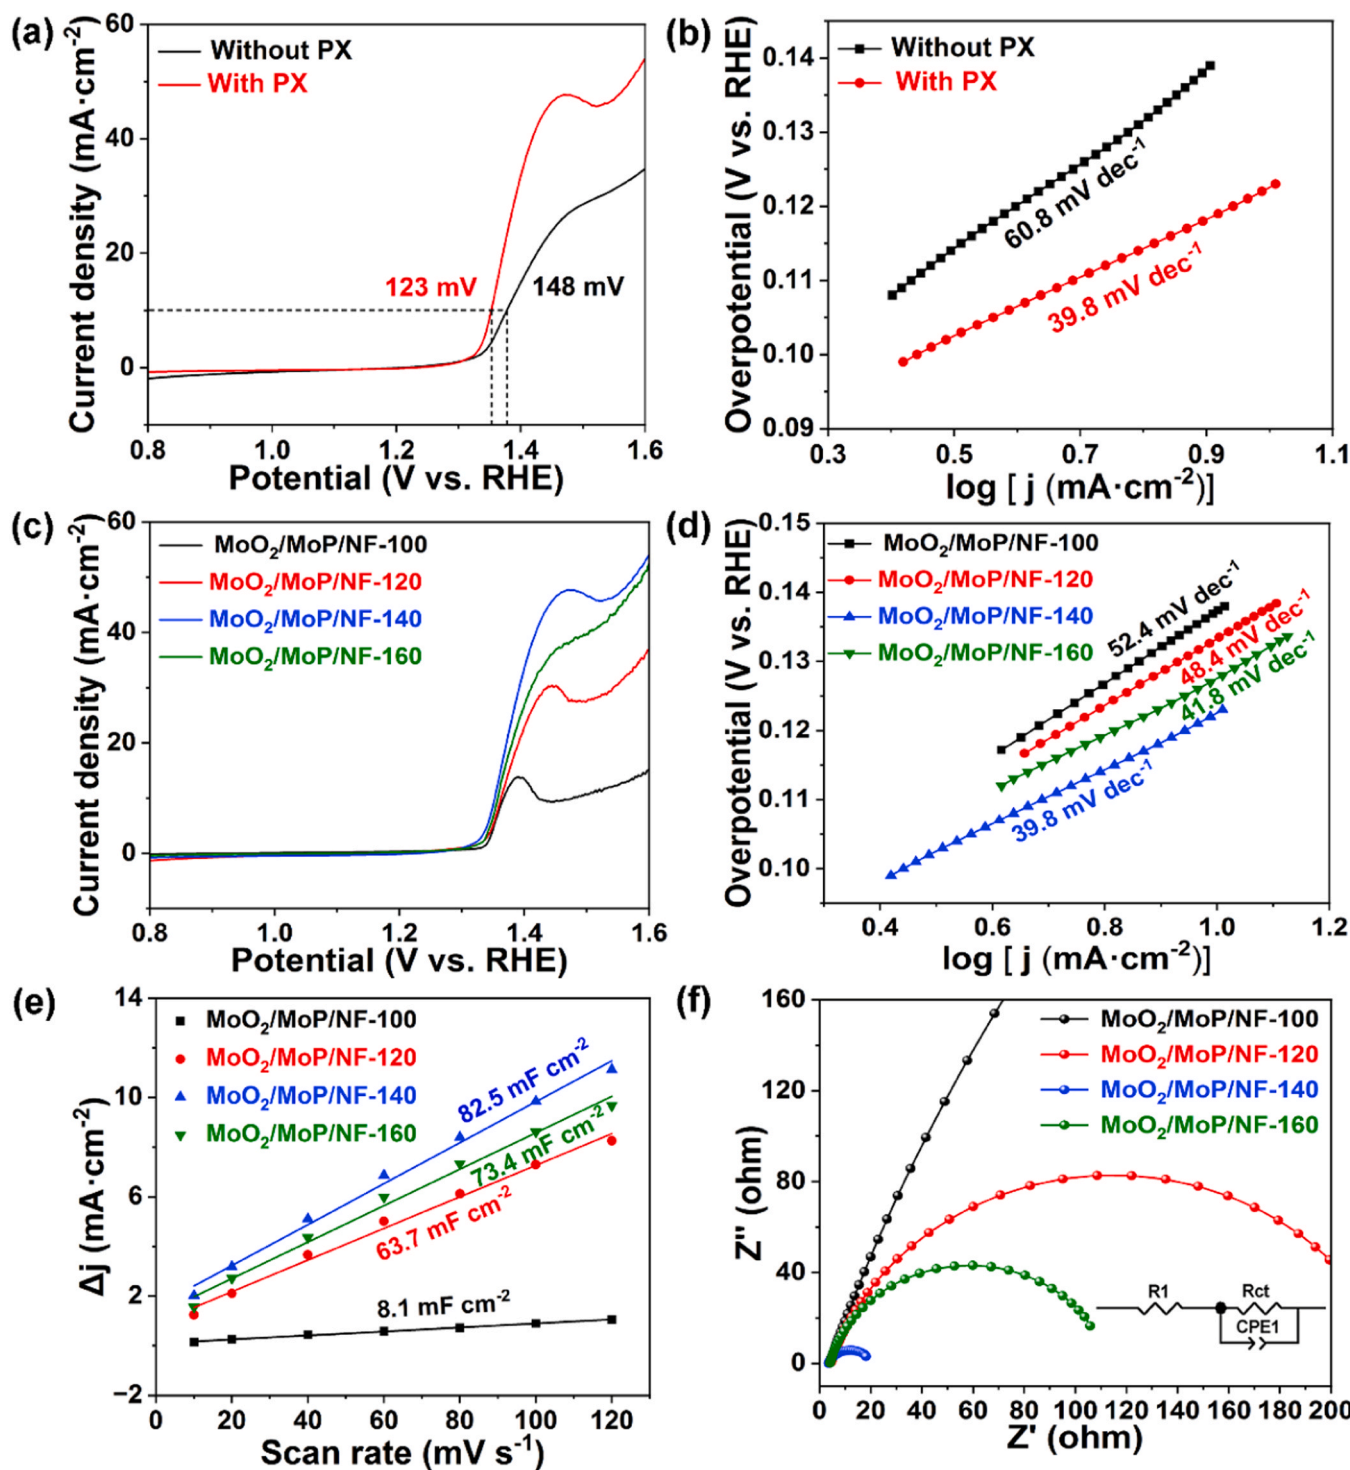 (a)
60
40
20
0
Current density (mA·cm⁻²)
Without PX
With PX
123 mV
148 mV
0.8 1.0 1.2 1.4 1.6
Potential (V vs. RHE)
(b)
0.14
0.13
0.12
0.11
0.10
0.09
Overpotential (V vs. RHE)
Without PX
With PX
60.8 mV dec⁻¹
39.8 mV dec⁻¹
0.3 0.5 0.7 0.9 1.1
log [ j (mA·cm⁻²)]
(c)
60
40
20
0
Current density (mA·cm⁻²)
MoO₂/MoP/NF-100
MoO₂/MoP/NF-120
MoO₂/MoP/NF-140
MoO₂/MoP/NF-160
0.8 1.0 1.2 1.4 1.6
Potential (V vs. RHE)
(d)
0.15
0.14
0.13
0.12
0.11
0.10
Overpotential (V vs. RHE)
MoO₂/MoP/NF-100
MoO₂/MoP/NF-120
MoO₂/MoP/NF-140
MoO₂/MoP/NF-160
52.4 mV dec⁻¹
48.4 mV dec⁻¹
41.8 mV dec⁻¹
39.8 mV dec⁻¹
0.4 0.6 0.8 1.0 1.2
log [ j (mA·cm⁻²)]
(e)
14
10
6
2
−2
Δj (mA·cm⁻²)
MoO₂/MoP/NF-100
MoO₂/MoP/NF-120
MoO₂/MoP/NF-140
MoO₂/MoP/NF-160
82.5 mF cm⁻²
73.4 mF cm⁻²
63.7 mF cm⁻²
8.1 mF cm⁻²
0 20 40 60 80 100 120
Scan rate (mV s⁻¹)
(f)
160
120
80
40
0
Z'' (ohm)
MoO₂/MoP/NF-100
MoO₂/MoP/NF-120
MoO₂/MoP/NF-140
MoO₂/MoP/NF-160
R1
Rct
CPE1
0 20 40 60 80 100 120 140 160 180 200
Z' (ohm)